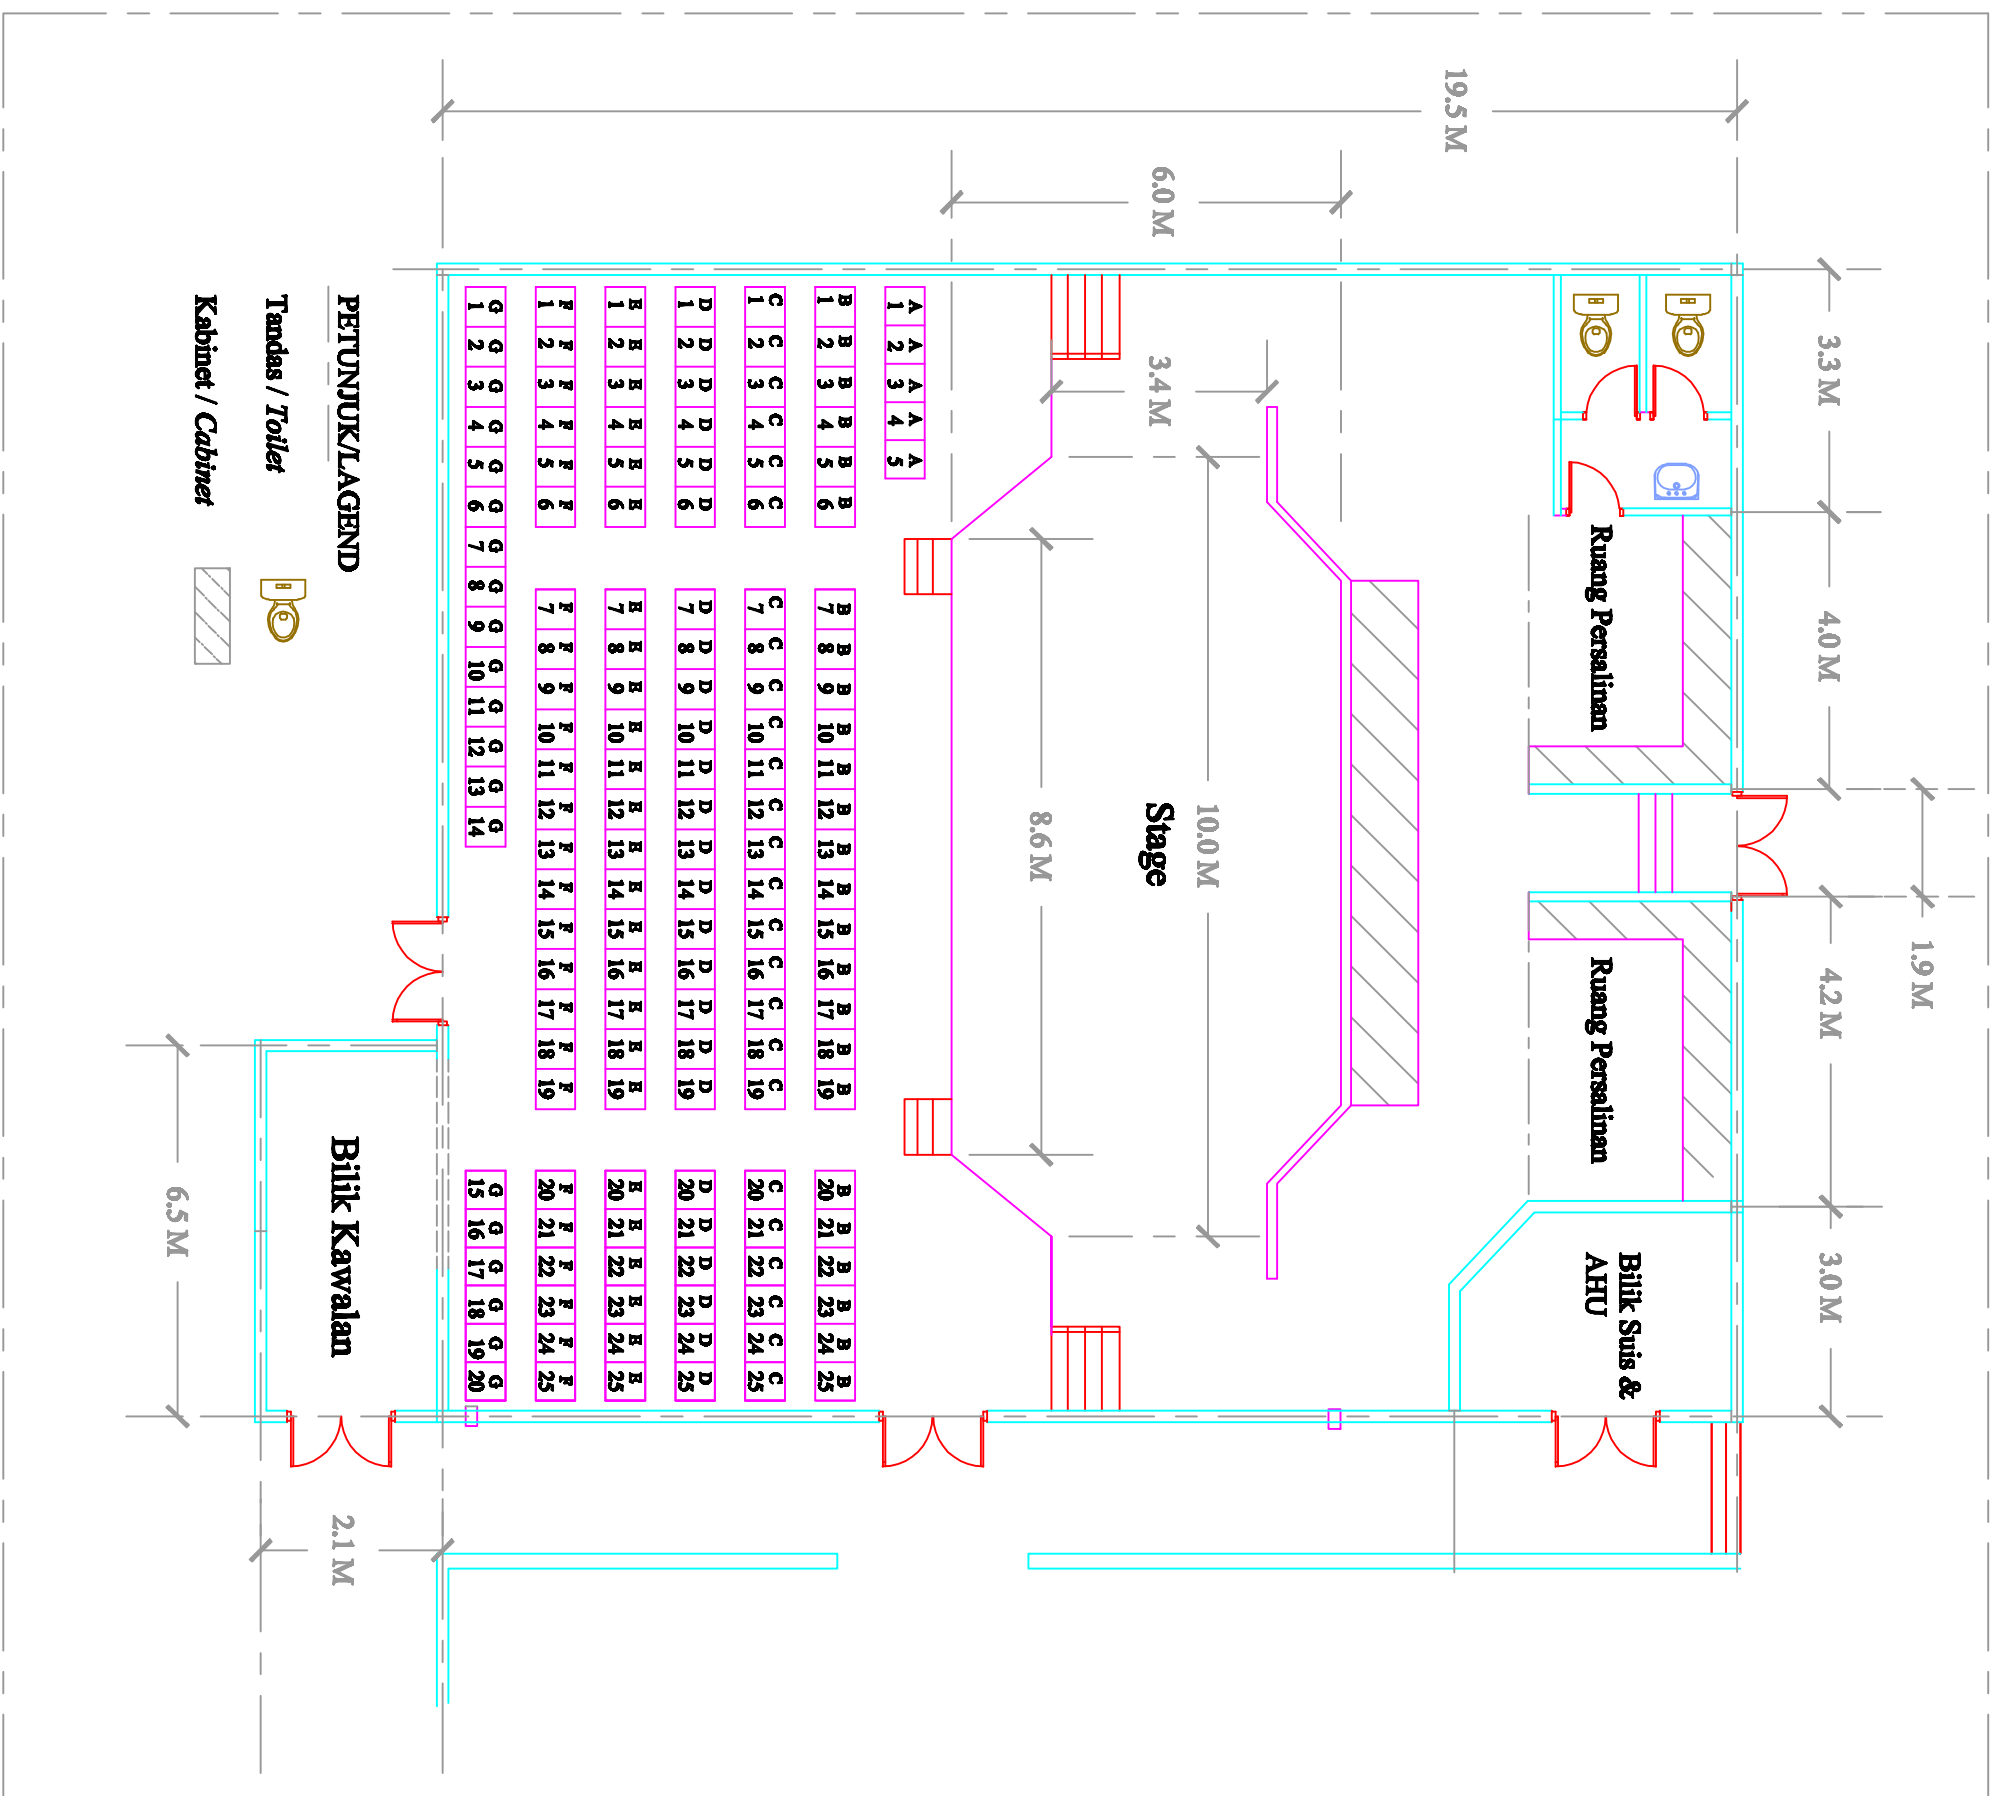 1.9 M
3.3 M 4.0 M 4.2 M 3.0 M
Bilik Suis &
AHU
Ruang Persalinan Ruang Persalinan
19.5 M
10.0 M
6.0 M 3.4 M Stage
8.6 M
A A A A A
1 2 3 4 5
B B B B B B B B B B B B B B B B B B B B B B B B B
1 2 3 4 5 6 7 8 9 10 11 12 13 14 15 16 17 18 19 20 21 22 23 24 25
C C C C C C C C C C C C C C C C C C C C C C C C C
1 2 3 4 5 6 7 8 9 10 11 12 13 14 15 16 17 18 19 20 21 22 23 24 25
D D D D D D D D D D D D D D D D D D D D D D D D D
1 2 3 4 5 6 7 8 9 10 11 12 13 14 15 16 17 18 19 20 21 22 23 24 25
E E E E E E E E E E E E E E E E E E E E E E E E E
1 2 3 4 5 6 7 8 9 10 11 12 13 14 15 16 17 18 19 20 21 22 23 24 25
F F F F F F F F F F F F F F F F F F F F F F F F F
1 2 3 4 5 6 7 8 9 10 11 12 13 14 15 16 17 18 19 20 21 22 23 24 25
G G G G G G G G G G G G G G G G G G G G
1 2 3 4 5 6 7 8 9 10 11 12 13 14 15 16 17 18 19 20
Bilik Kawalan
2.1 M
6.5 M
PETUNJUK/LAGEND
Tandas / Toilet
Kabinet / Cabinet